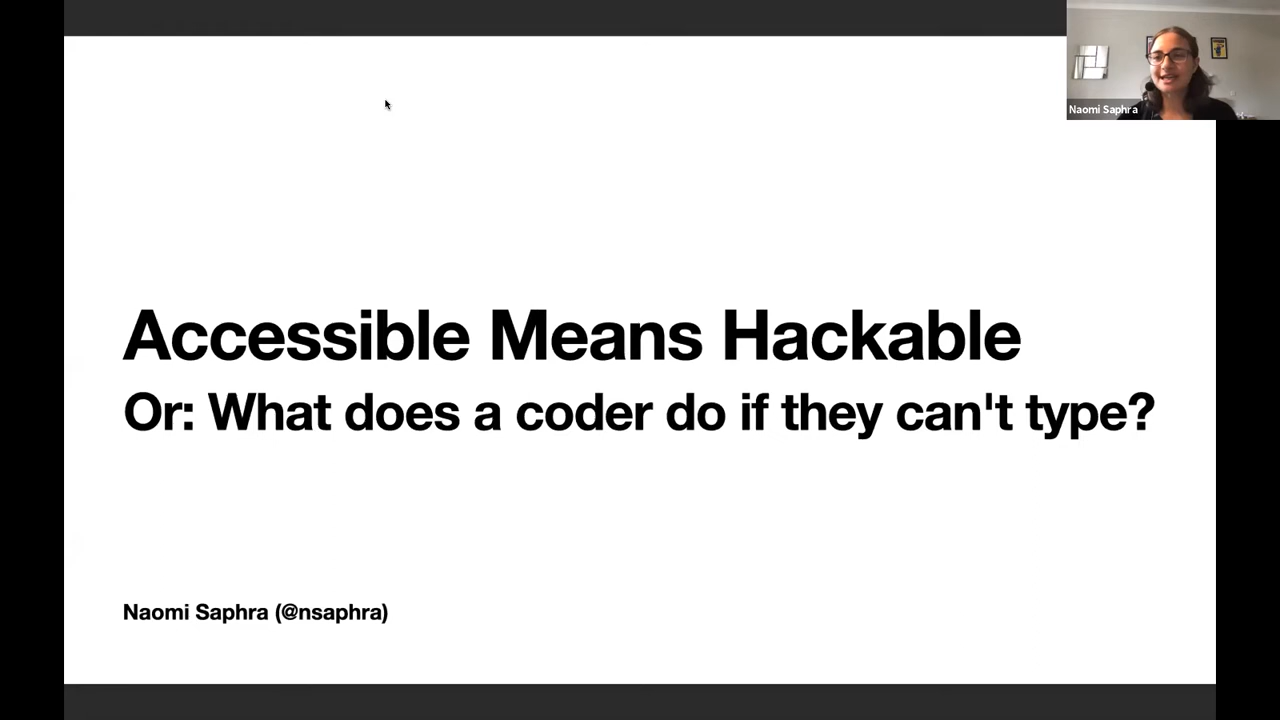 Naomi Saphra
Accessible Means Hackable
Or: What does a coder do if they can't type?
Naomi Saphra (@nsaphra)